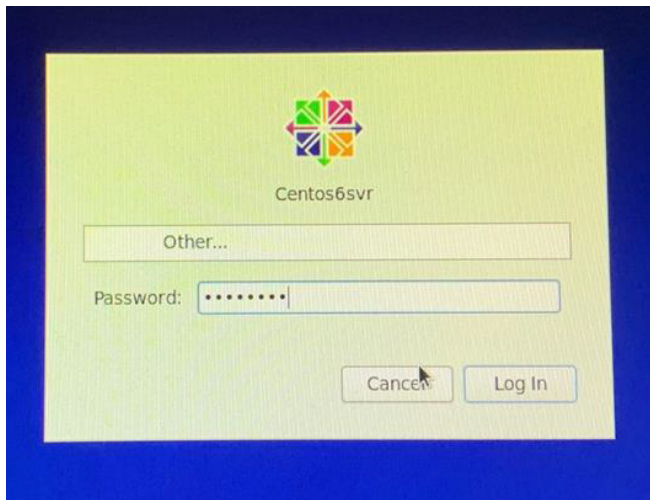 Centos6svr
Other...
Password: ••••••••
Cancel Log In